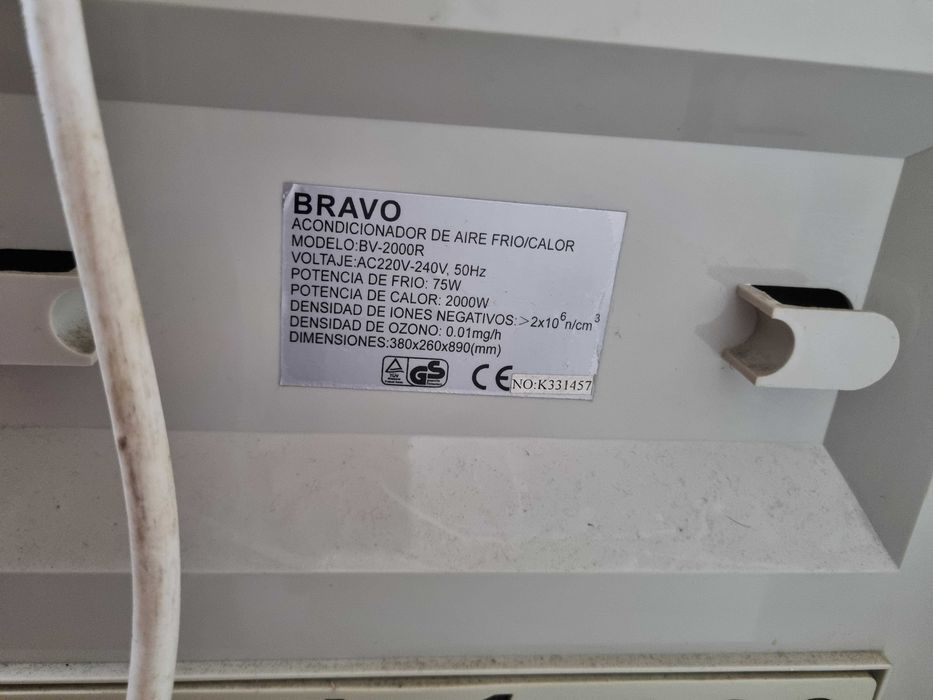 BRAVO
ACONDICIONADOR DE AIRE FRIO/CALOR
MODELO:BV-2000R
VOLTAJE:AC220V-240V, 50Hz
POTENCIA DE FRIO: 75W
POTENCIA DE CALOR: 2000W
DENSIDAD DE IONES NEGATIVOS:>2x10⁶n/cm³
DENSIDAD DE OZONO: 0.01mg/h
DIMENSIONES:380x260x890(mm)
TÜV GS CE NO:K331457